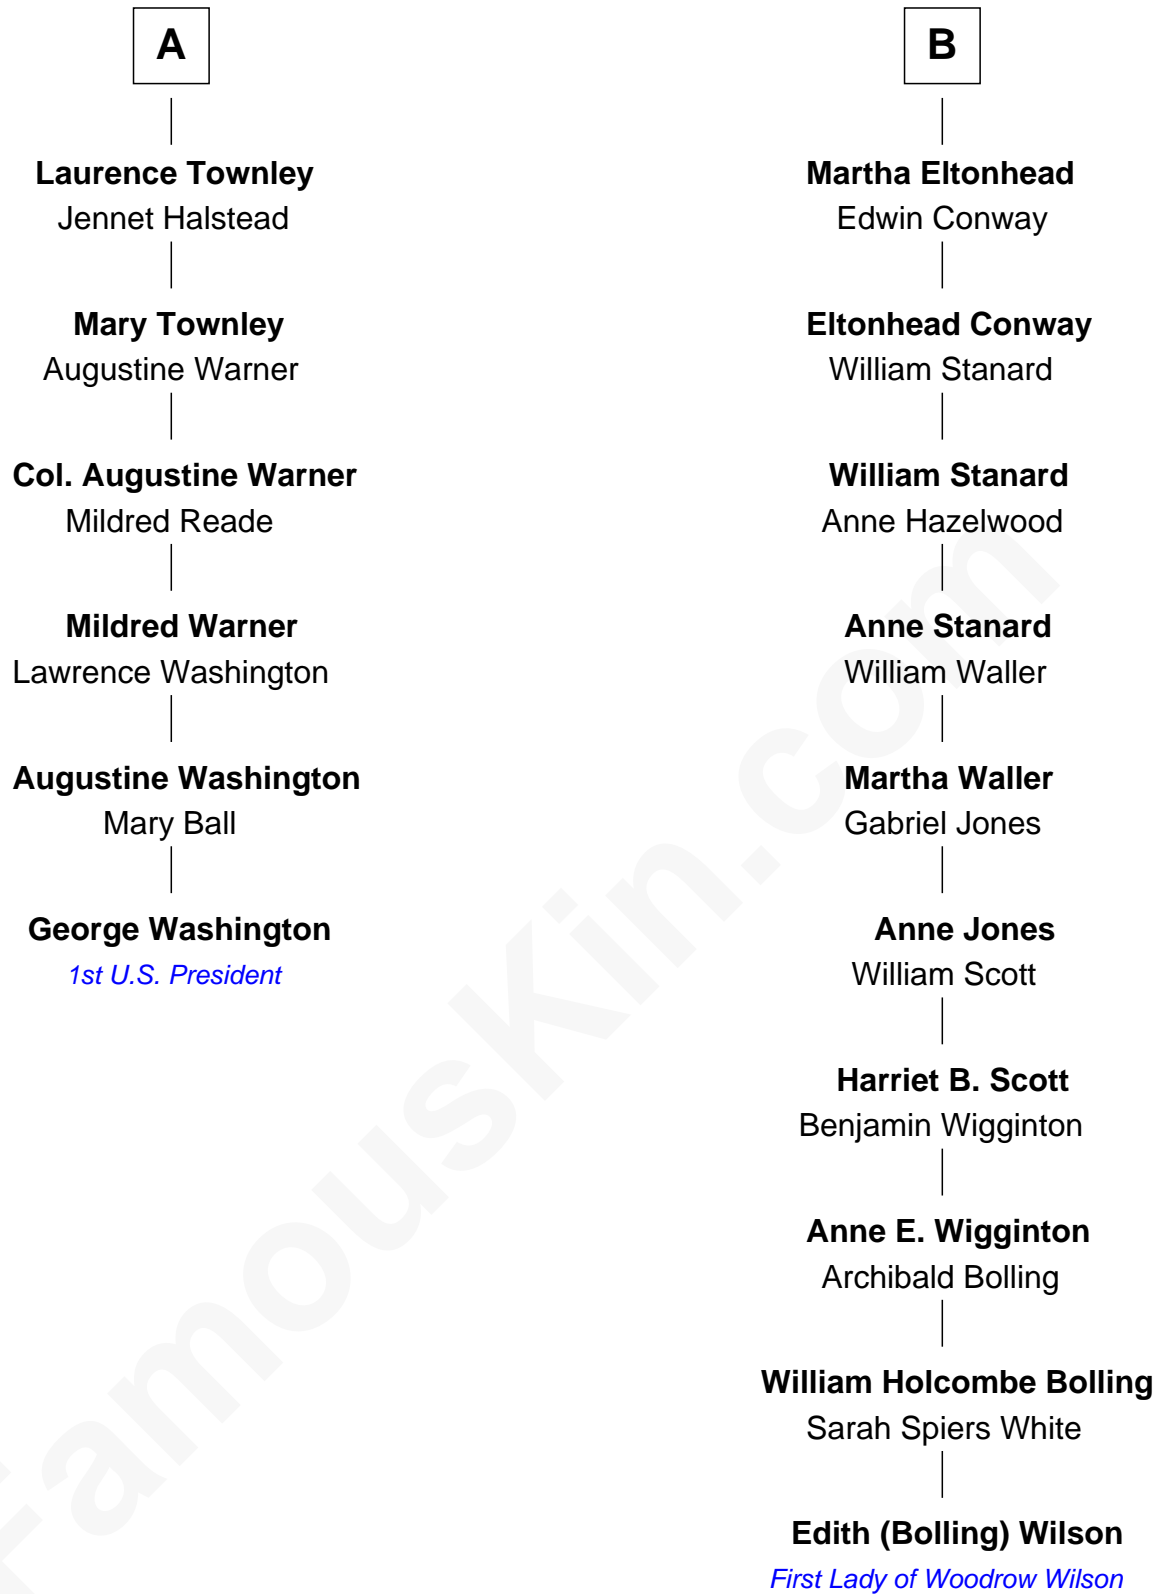 A
Laurence Townley
Jennet Halstead
Mary Townley
Augustine Warner
Col. Augustine Warner
Mildred Reade
Mildred Warner
Lawrence Washington
Augustine Washington
Mary Ball
George Washington
1st U.S. President
B
Martha Eltonhead
Edwin Conway
Eltonhead Conway
William Stanard
William Stanard
Anne Hazelwood
Anne Stanard
William Waller
Martha Waller
Gabriel Jones
Anne Jones
William Scott
Harriet B. Scott
Benjamin Wigginton
Anne E. Wigginton
Archibald Bolling
William Holcombe Bolling
Sarah Spiers White
Edith (Bolling) Wilson
First Lady of Woodrow Wilson
FamousKin.com